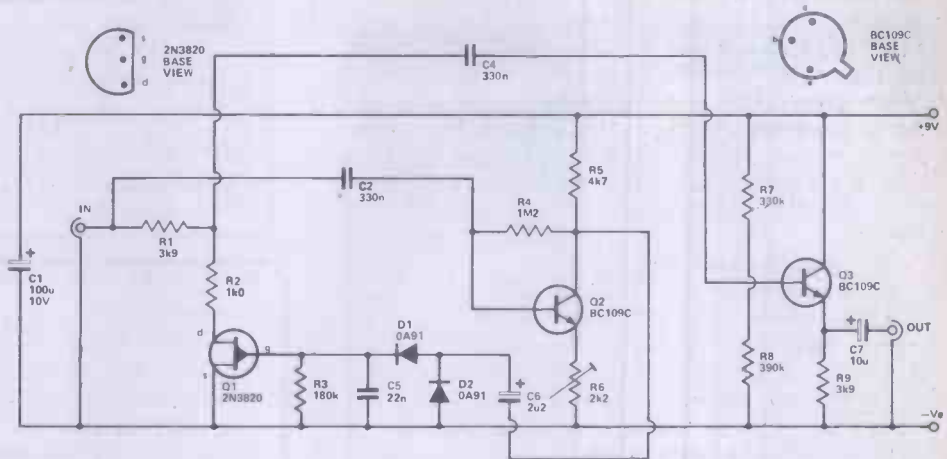 2N3820
BASE
VIEW
s
g
d
C4
330n
BC109C
BASE
VIEW
b
+9V
C2
330n
R5
4k7
R4
1M2
R7
330k
IN
R1
3k9
C1
100u
10V
R2
1k0
Q2
BC109C
Q3
BC109C
OUT
C7
10u
d
g
s
Q1
2N3820
R3
180k
C5
22n
D1
0A91
D2
0A91
C6
2u2
R6
2k2
R8
390k
R9
3k9
+
+
+
−Ve